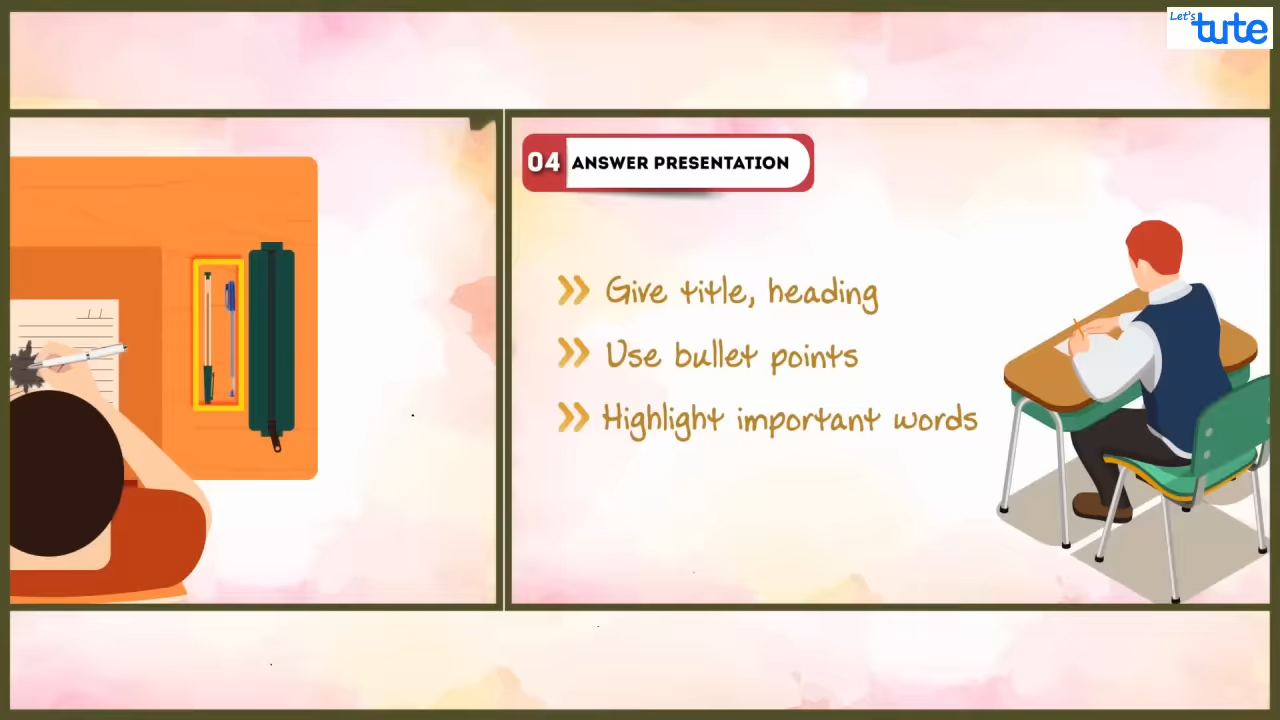 Let's
tute
04 ANSWER PRESENTATION
Give title, heading
Use bullet points
Highlight important words